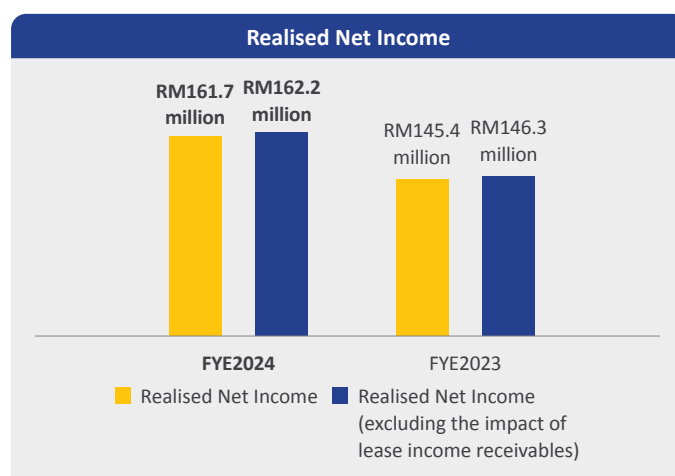 Realised Net Income
RM161.7
million
RM162.2
million
RM145.4
million
RM146.3
million
FYE2024
FYE2023
Realised Net Income
Realised Net Income
(excluding the impact of
lease income receivables)